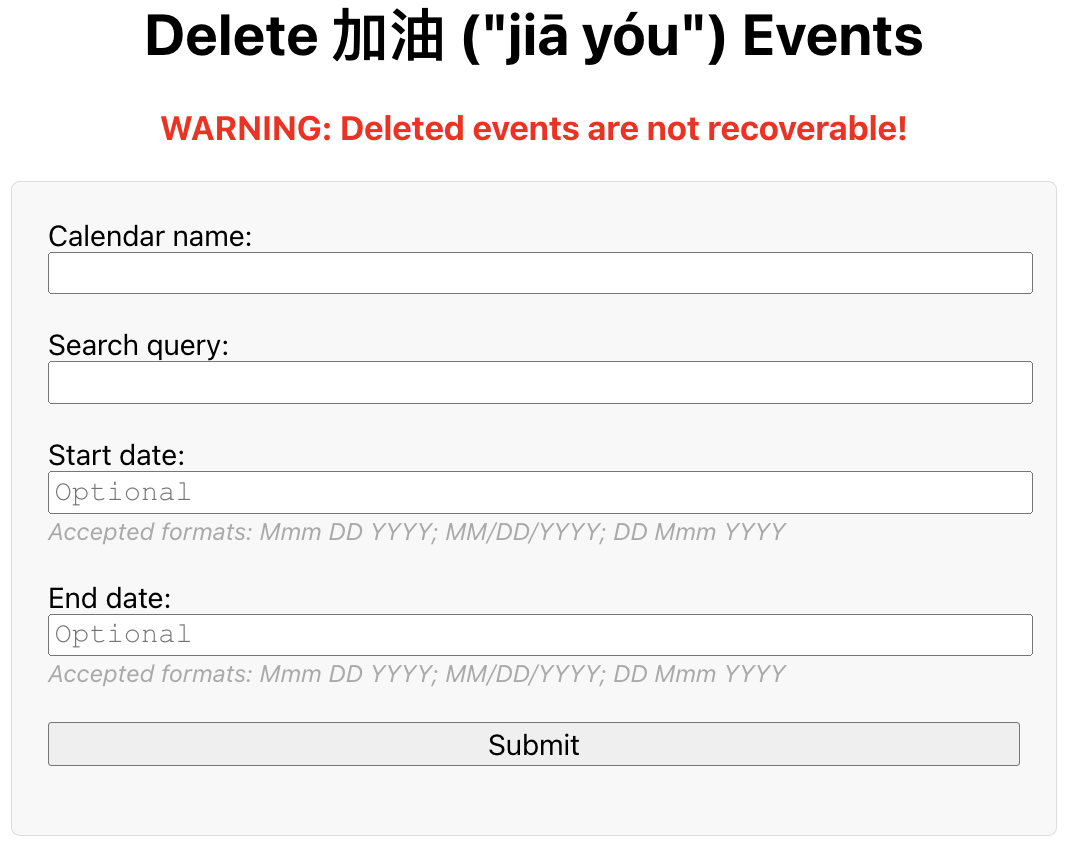 Delete 加油 ("jiā yóu") Events
WARNING: Deleted events are not recoverable!
Calendar name:
Search query:
Start date:
Optional
Accepted formats: Mmm DD YYYY; MM/DD/YYYY; DD Mmm YYYY
End date:
Optional
Accepted formats: Mmm DD YYYY; MM/DD/YYYY; DD Mmm YYYY
Submit